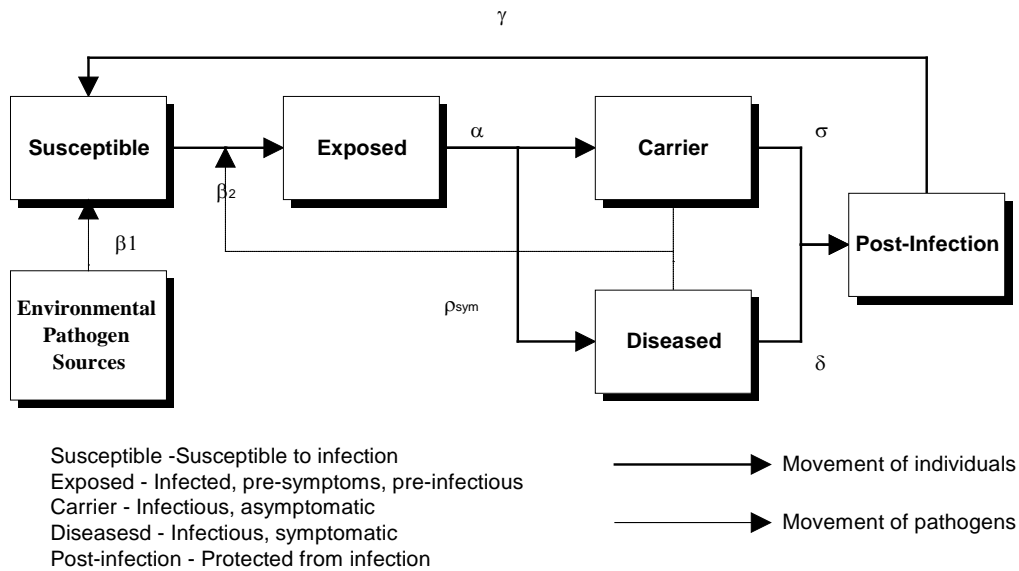 γ
Susceptible
Exposed
α
Carrier
σ
β2
Post-Infection
β1
Environmental
Pathogen
Sources
ρsym
Diseased
δ
Susceptible -Susceptible to infection
Exposed - Infected, pre-symptoms, pre-infectious
Carrier - Infectious, asymptomatic
Diseasesd - Infectious, symptomatic
Post-infection - Protected from infection
Movement of individuals
Movement of pathogens